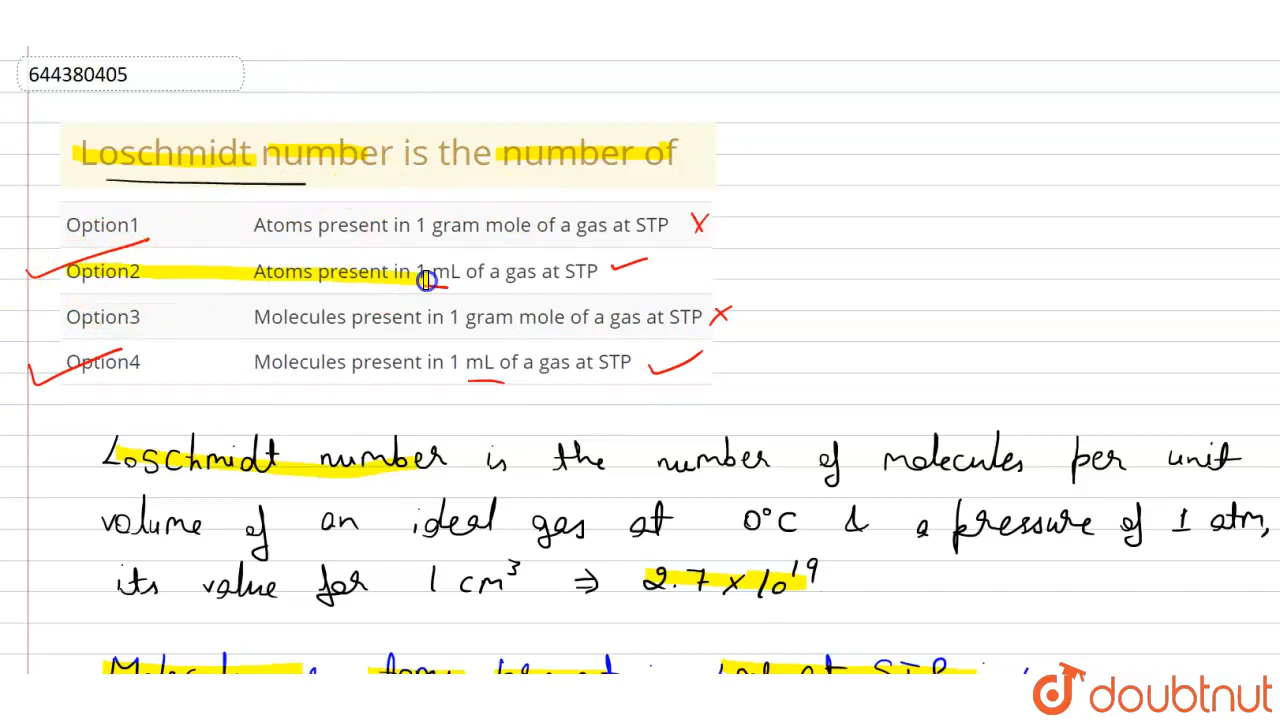 644380405
Loschmidt number is the number of
Option1 Atoms present in 1 gram mole of a gas at STP
Option2 Atoms present in 1 mL of a gas at STP
Option3 Molecules present in 1 gram mole of a gas at STP
Option4 Molecules present in 1 mL of a gas at STP
Loschmidt number is the number of molecules per unit
volume of an ideal gas at 0°C & a pressure of 1 atm,
its value for 1 cm³ ⇒ 2.7 × 10¹⁹
at STP
doubtnut